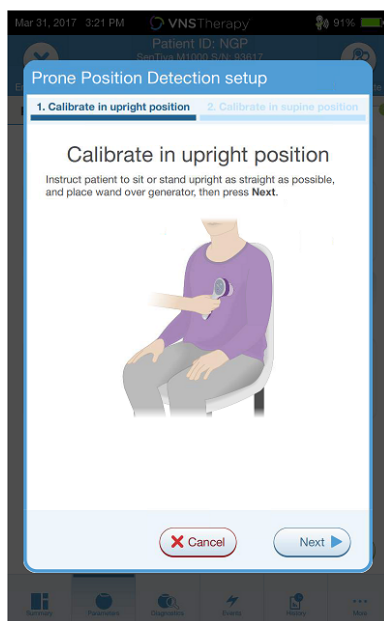 Mar 31, 2017 3:21 PM VNSTherapy 91%
Patient ID: NGP
SenTiva M1000 S/N: 93617
Prone Position Detection setup
1. Calibrate in upright position 2. Calibrate in supine position
Calibrate in upright position
Instruct patient to sit or stand upright as straight as possible,
and place wand over generator, then press Next.
Cancel Next
Summary Parameters Diagnostics Events History More